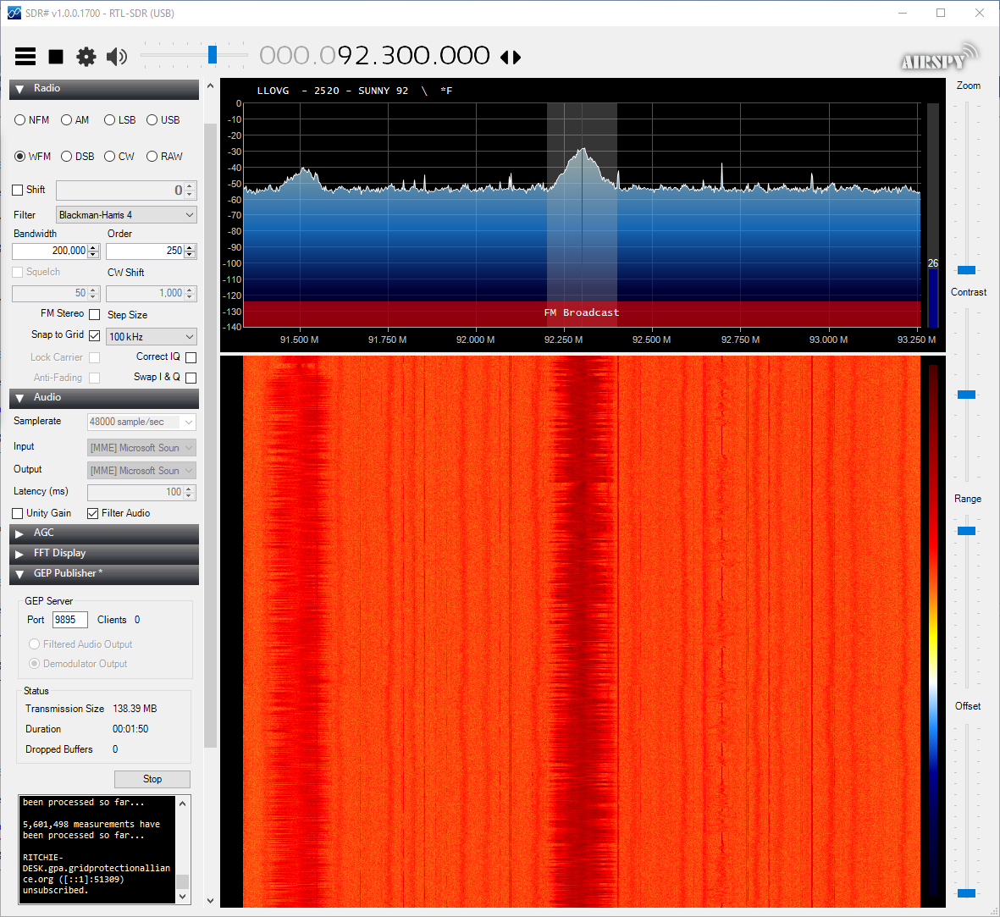 SDR# v1.0.0.1700 - RTL-SDR (USB)
000.092.300.000
AIRSPY
Radio
NFM AM LSB USB
WFM DSB CW RAW
Shift 0
Filter Blackman-Harris 4
Bandwidth Order
200,000 250
Squelch CW Shift
50 1,000
FM Stereo Step Size
Snap to Grid 100 kHz
Lock Carrier Correct IQ
Anti-Fading Swap I & Q
Audio
Samplerate 48000 sample/sec
Input [MME] Microsoft Soun
Output [MME] Microsoft Soun
Latency (ms) 100
Unity Gain Filter Audio
AGC
FFT Display
GEP Publisher *
GEP Server
Port 9895 Clients 0
Filtered Audio Output
Demodulator Output
Status
Transmission Size 138.39 MB
Duration 00:01:50
Dropped Buffers 0
Stop
been processed so far...
5,601,498 measurements have
been processed so far...
RITCHIE-
DESK.gpa.gridprotectionallian
ce.org ([::1]:51309)
unsubscribed.
LLOVG - 2520 - SUNNY 92 \ *F
0
-10
-20
-30
-40
-50
-60
-70
-80
-90
-100
-110
-120
-130
-140
26
FM Broadcast
91.500 M 91.750 M 92.000 M 92.250 M 92.500 M 92.750 M 93.000 M 93.250 M
Zoom
Contrast
Range
Offset